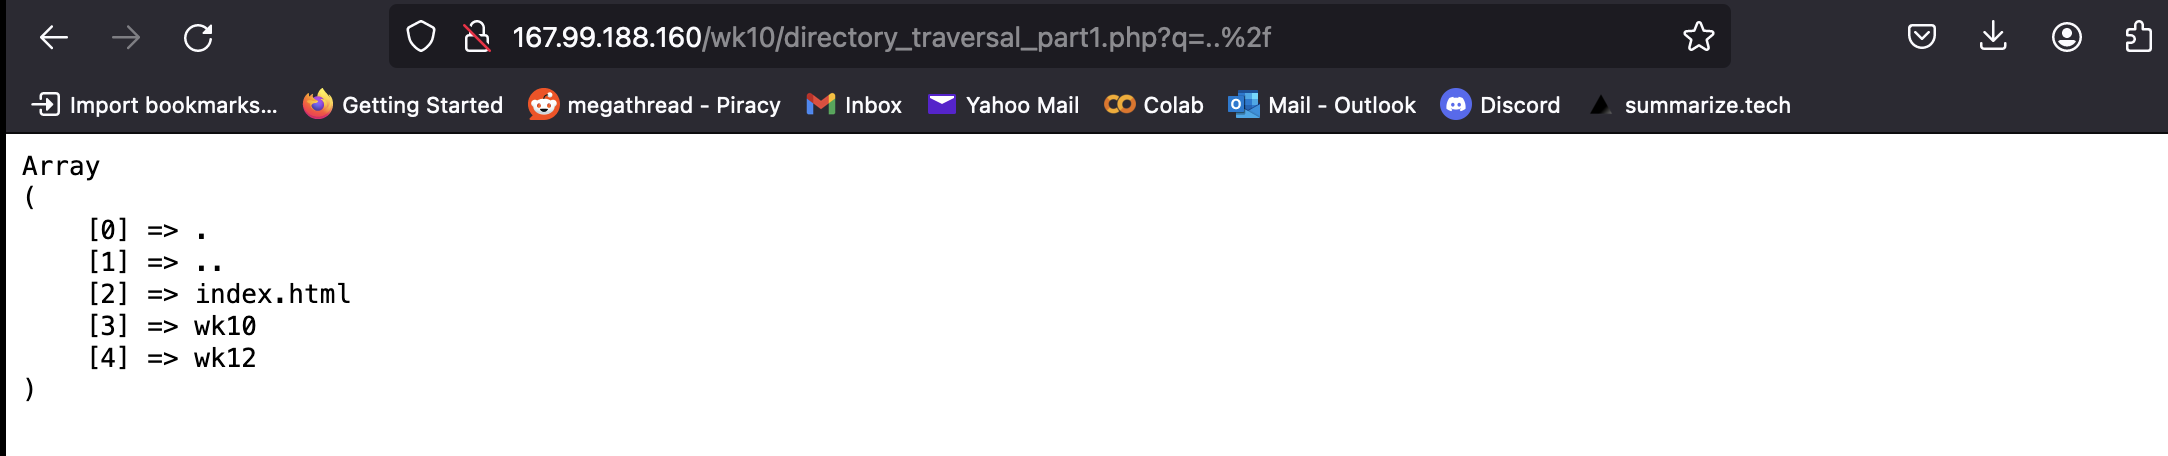 167.99.188.160/wk10/directory_traversal_part1.php?q=..%2f
Import bookmarks... Getting Started megathread - Piracy Inbox Yahoo Mail Colab Mail - Outlook Discord summarize.tech
Array
(
    [0] => .
    [1] => ..
    [2] => index.html
    [3] => wk10
    [4] => wk12
)